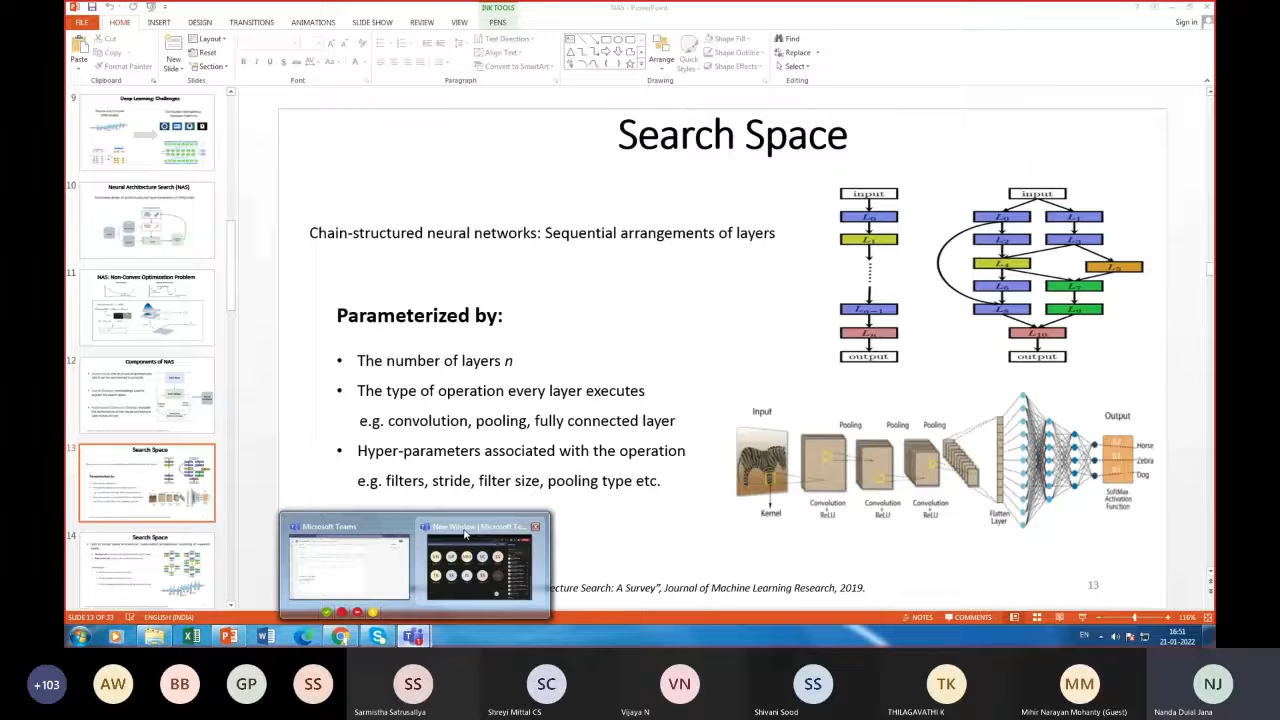 INK TOOLS
NAS - PowerPoint
FILE HOME INSERT DESIGN TRANSITIONS ANIMATIONS SLIDE SHOW REVIEW VIEW PENS
Sign in
Cut
Copy
Format Painter
Paste
Clipboard
New
Slide
Layout
Reset
Section
Slides
Font
Text Direction
Align Text
Convert to SmartArt
Paragraph
Arrange
Quick
Styles
Shape Fill
Shape Outline
Shape Effects
Drawing
Find
Replace
Select
Editing
9
Deep Learning: Challenges
10
Neural Architecture Search (NAS)
11
NAS: Non-Convex Optimization Problem
12
Components of NAS
13
Search Space
14
Search Space
Search Space
Chain-structured neural networks: Sequential arrangements of layers
Parameterized by:
• The number of layers n
• The type of operation every layer executes
e.g. convolution, pooling, fully connected layer
• Hyper-parameters associated with the operation
e.g. filters, stride, filter size, pooling type etc.
input
output
input
output
Input
Kernel
Pooling Pooling Pooling
Convolution
+
ReLU
Convolution
+
ReLU
Convolution
+
ReLU
Flatten
Layer
Output
Horse
Zebra
Dog
SoftMax
Activation
Function
Microsoft Teams
New Window | Microsoft Te...
ecture Search: A Survey", Journal of Machine Learning Research, 2019.
13
SLIDE 13 OF 33 ENGLISH (INDIA)
NOTES COMMENTS 116%
EN
16:51
21-01-2022
+103 AW BB GP SS SS SC VN SS TK MM NJ
Sarmistha Satrusallya
Shreyi Mittal CS
Vijaya N
Shivani Sood
THILAGAVATHI K
Mihir Narayan Mohanty (Guest)
Nanda Dulal Jana